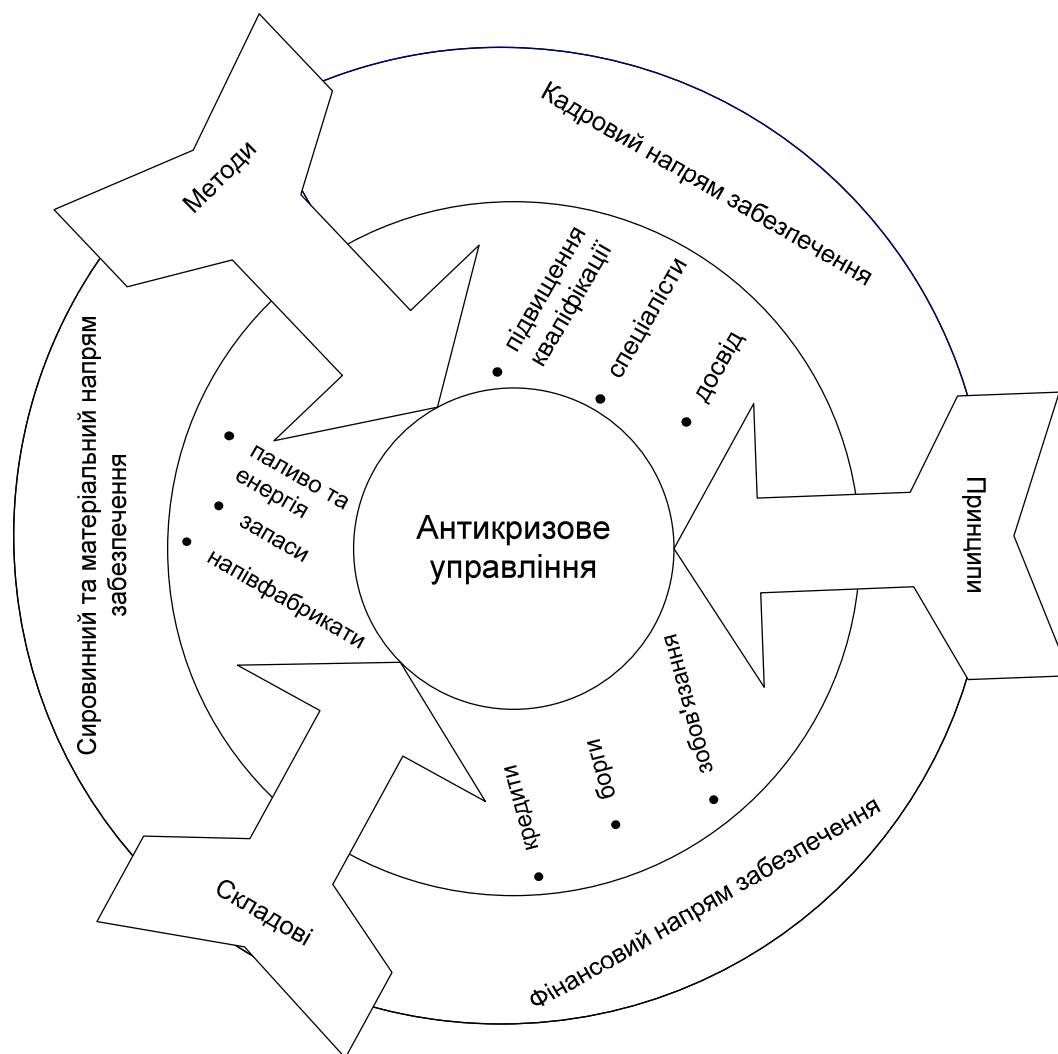 Методи
Кадровий напрям забезпечення
підвищення
кваліфікації
спеціалісти
досвід
Сировинний та матеріальний напрям
забезпечення
паливо та
енергія
запаси
напівфабрикати
Антикризове
управління
Принципи
кредити
борги
зобов'язання
Складові
Фінансовий напрям забезпечення